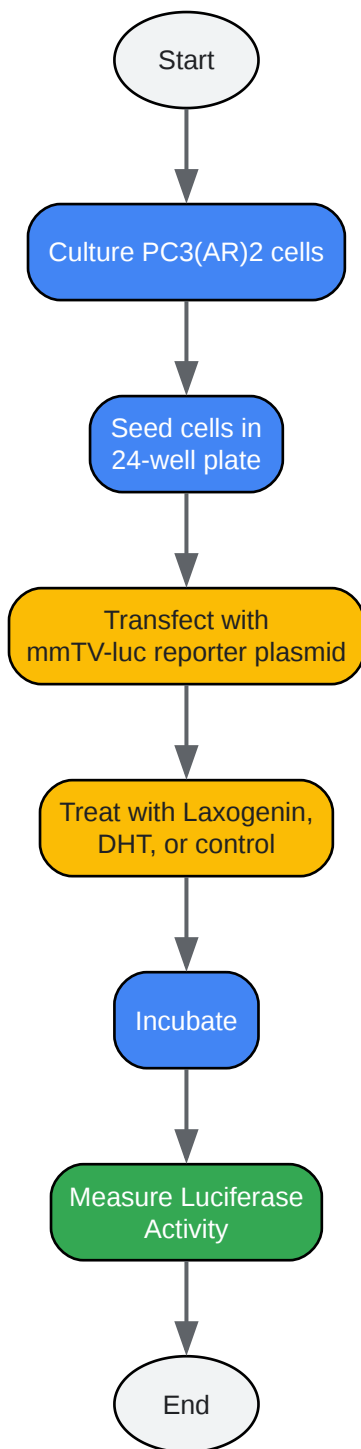 Start
Culture PC3(AR)2 cells
Seed cells in
24-well plate
Transfect with
mmTV-luc reporter plasmid
Treat with Laxogenin,
DHT, or control
Incubate
Measure Luciferase
Activity
End